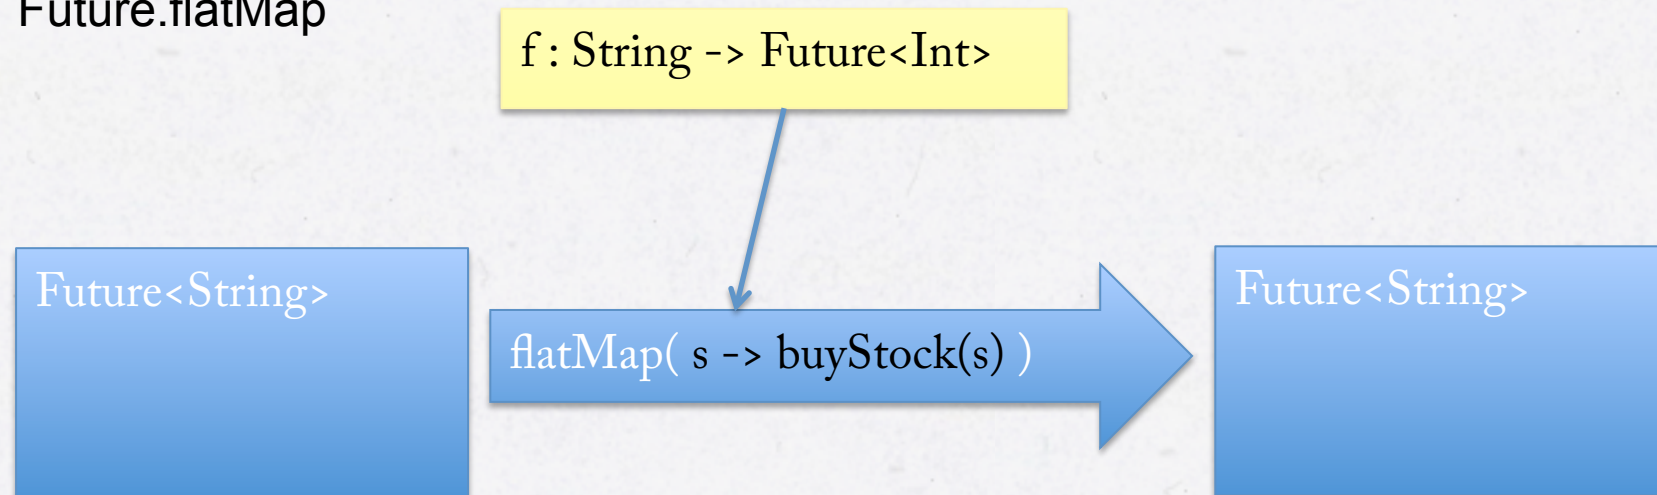 Future.flatMap
f : String -> Future<Int>
Future<String>
flatMap( s -> buyStock(s) )
Future<String>